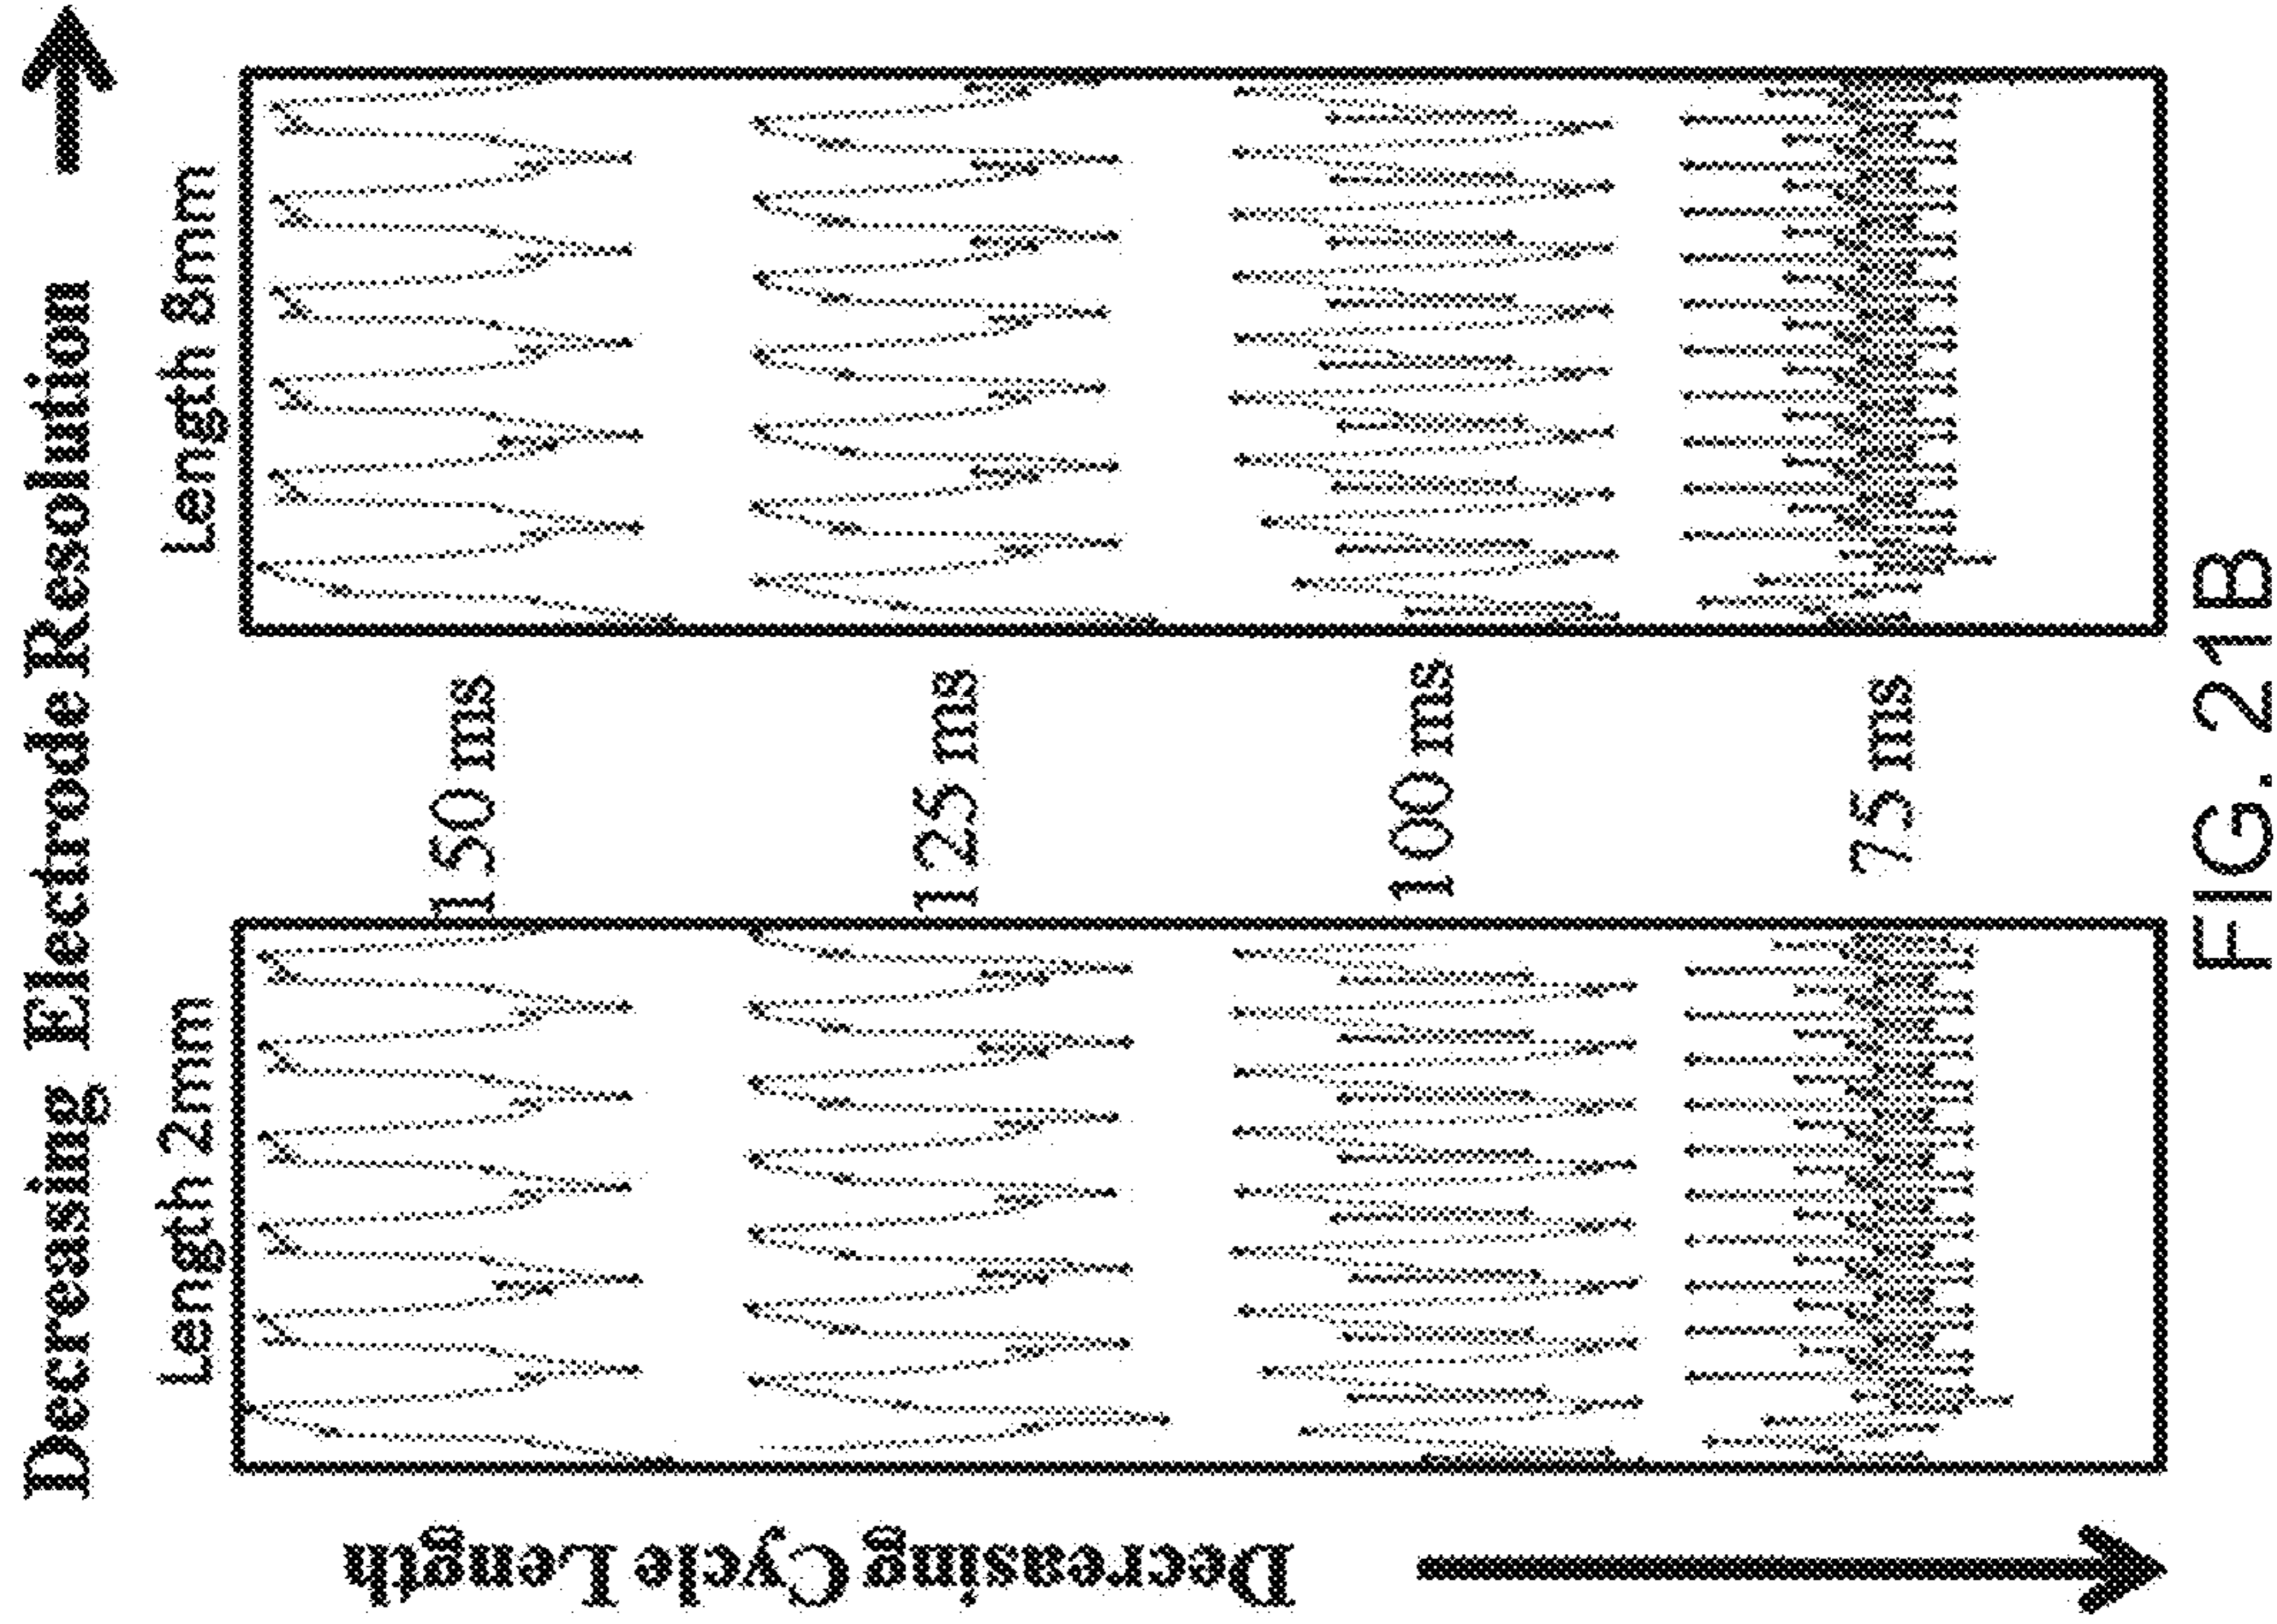 Decreasing Electrode Resolution
Length 2mm
Length 8mm
Decreasing Cycle Length
150 ms
125 ms
100 ms
75 ms
FIG. 21B